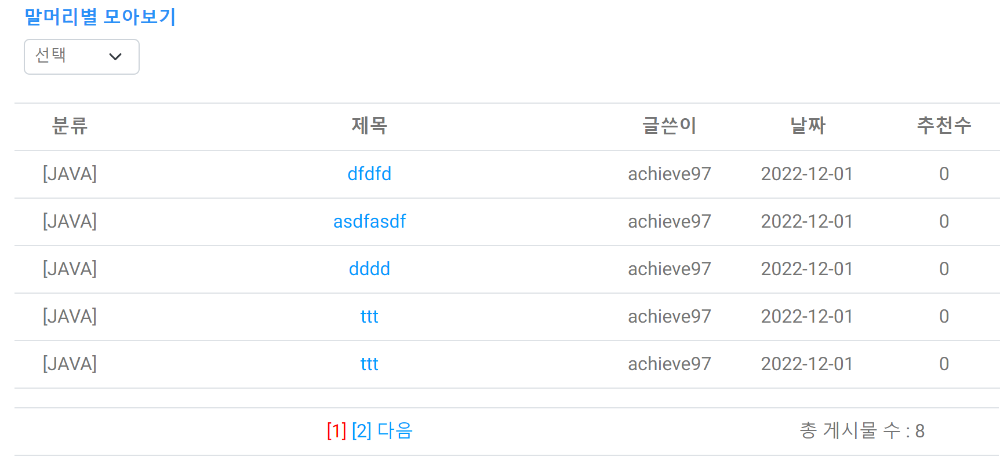 말머리별 모아보기
선택
분류 제목 글쓴이 날짜 추천수
[JAVA] dfdfd achieve97 2022-12-01 0
[JAVA] asdfasdf achieve97 2022-12-01 0
[JAVA] dddd achieve97 2022-12-01 0
[JAVA] ttt achieve97 2022-12-01 0
[JAVA] ttt achieve97 2022-12-01 0
[1] [2] 다음 총 게시물 수 : 8